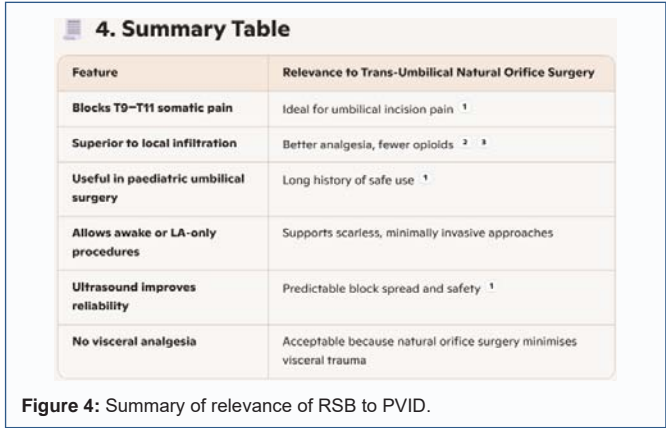 4. Summary Table
Feature
Relevance to Trans-Umbilical Natural Orifice Surgery
Blocks T9–T11 somatic pain
Ideal for umbilical incision pain 1
Superior to local infiltration
Better analgesia, fewer opioids 2 3
Useful in paediatric umbilical
surgery
Long history of safe use 1
Allows awake or LA-only
procedures
Supports scarless, minimally invasive approaches
Ultrasound improves
reliability
Predictable block spread and safety 1
No visceral analgesia
Acceptable because natural orifice surgery minimises
visceral trauma
Figure 4: Summary of relevance of RSB to PVID.